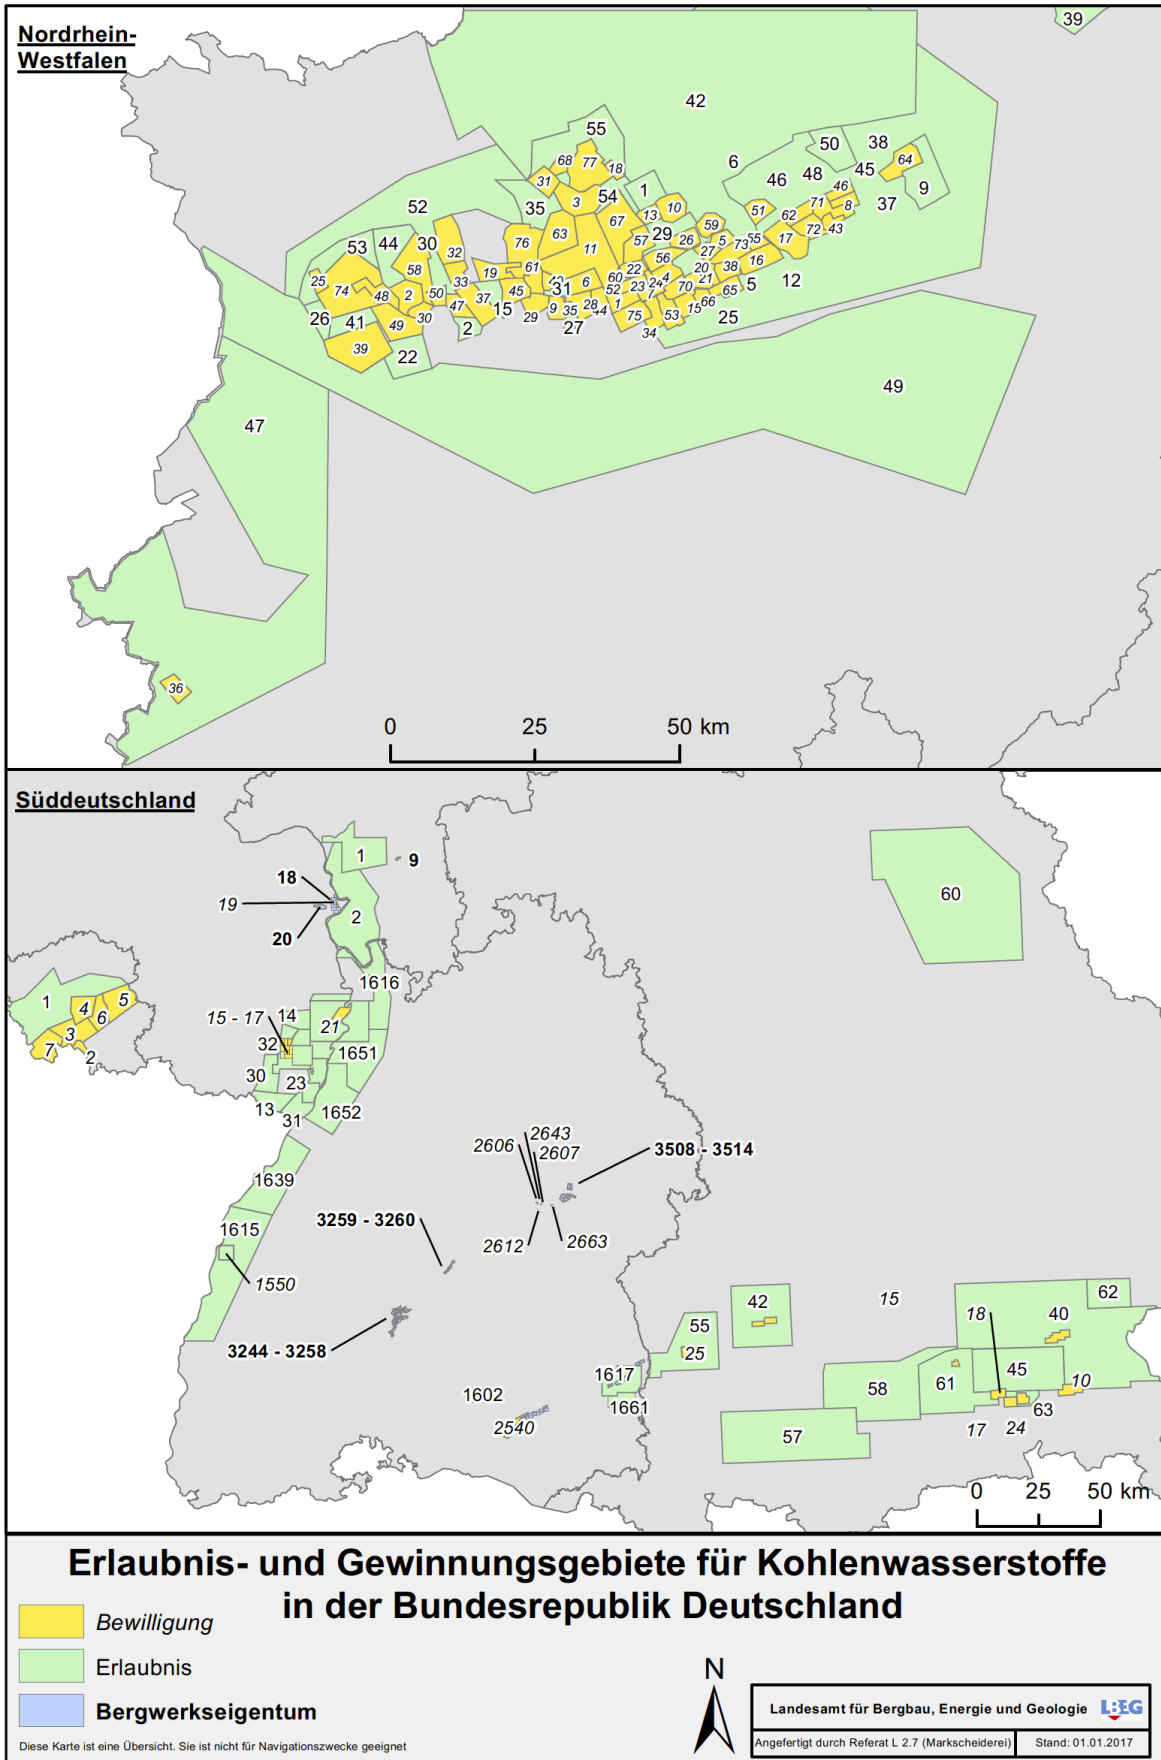 Nordrhein-
Westfalen
39
42
55
68 77 18
31
6
50 38
64
46 48 45
9
1
3 54
35
10
46
52
67 13
51 62 71 8 37
59
53 44 30
76 63
57 29 26 5 73 55 17 72 43
32
11
27
56
25
58
61
19
33
60 22
20 38 16
74 48 2 50
45
31 6
52 23 24 4
21
70 65 5 12
47 37
7
26 41 49 30
15 29 9 35 28 44 1 75 53 15 66 25
2
27
34
39 22
49
47
36
0 25 50 km
Süddeutschland
1 9
18
19
2
20
60
1616
1 4 5
6
3
7 2
15 - 17 14 21
32
1651
30 23
13 31 1652
2643
2606 2607
3508 - 3514
1639
3259 - 3260
1615
2612 2663
1550
42 15 62
18 40
55
25
3244 - 3258
1617 45
58 61 10
1602 1661
63
2540 17 24
57
0 25 50 km
Erlaubnis- und Gewinnungsgebiete für Kohlenwasserstoffe
in der Bundesrepublik Deutschland
Bewilligung
Erlaubnis
Bergwerkseigentum
N
Landesamt für Bergbau, Energie und Geologie LBEG
Angefertigt durch Referat L 2.7 (Markscheiderei) Stand: 01.01.2017
Diese Karte ist eine Übersicht. Sie ist nicht für Navigationszwecke geeignet